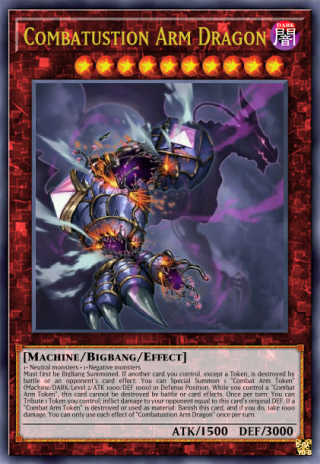 COMBATUSTION ARM DRAGON
DARK
闇
[MACHINE/BIGBANG/EFFECT]
1+ Neutral monsters + 1+Negative monsters
Must first be BigBang Summoned. If another card you control, except a Token, is destroyed by
battle or an opponent's card effect: You can Special Summon 1 "Combat Arm Token"
(Machine/DARK/Level 2/ATK 1000/DEF 1000) in Defense Position. While you control a "Combat
Arm Token", this card cannot be destroyed by battle or card effects. Once per turn: You can
Tribute 1 Token you control; inflict damage to your opponent equal to this card's original DEF. If a
"Combat Arm Token" is destroyed or used as material: Banish this card, and if you do, take 1000
damage. You can only use each effect of "Combatustion Arm Dragon" once per turn.
ATK/1500 DEF/3000